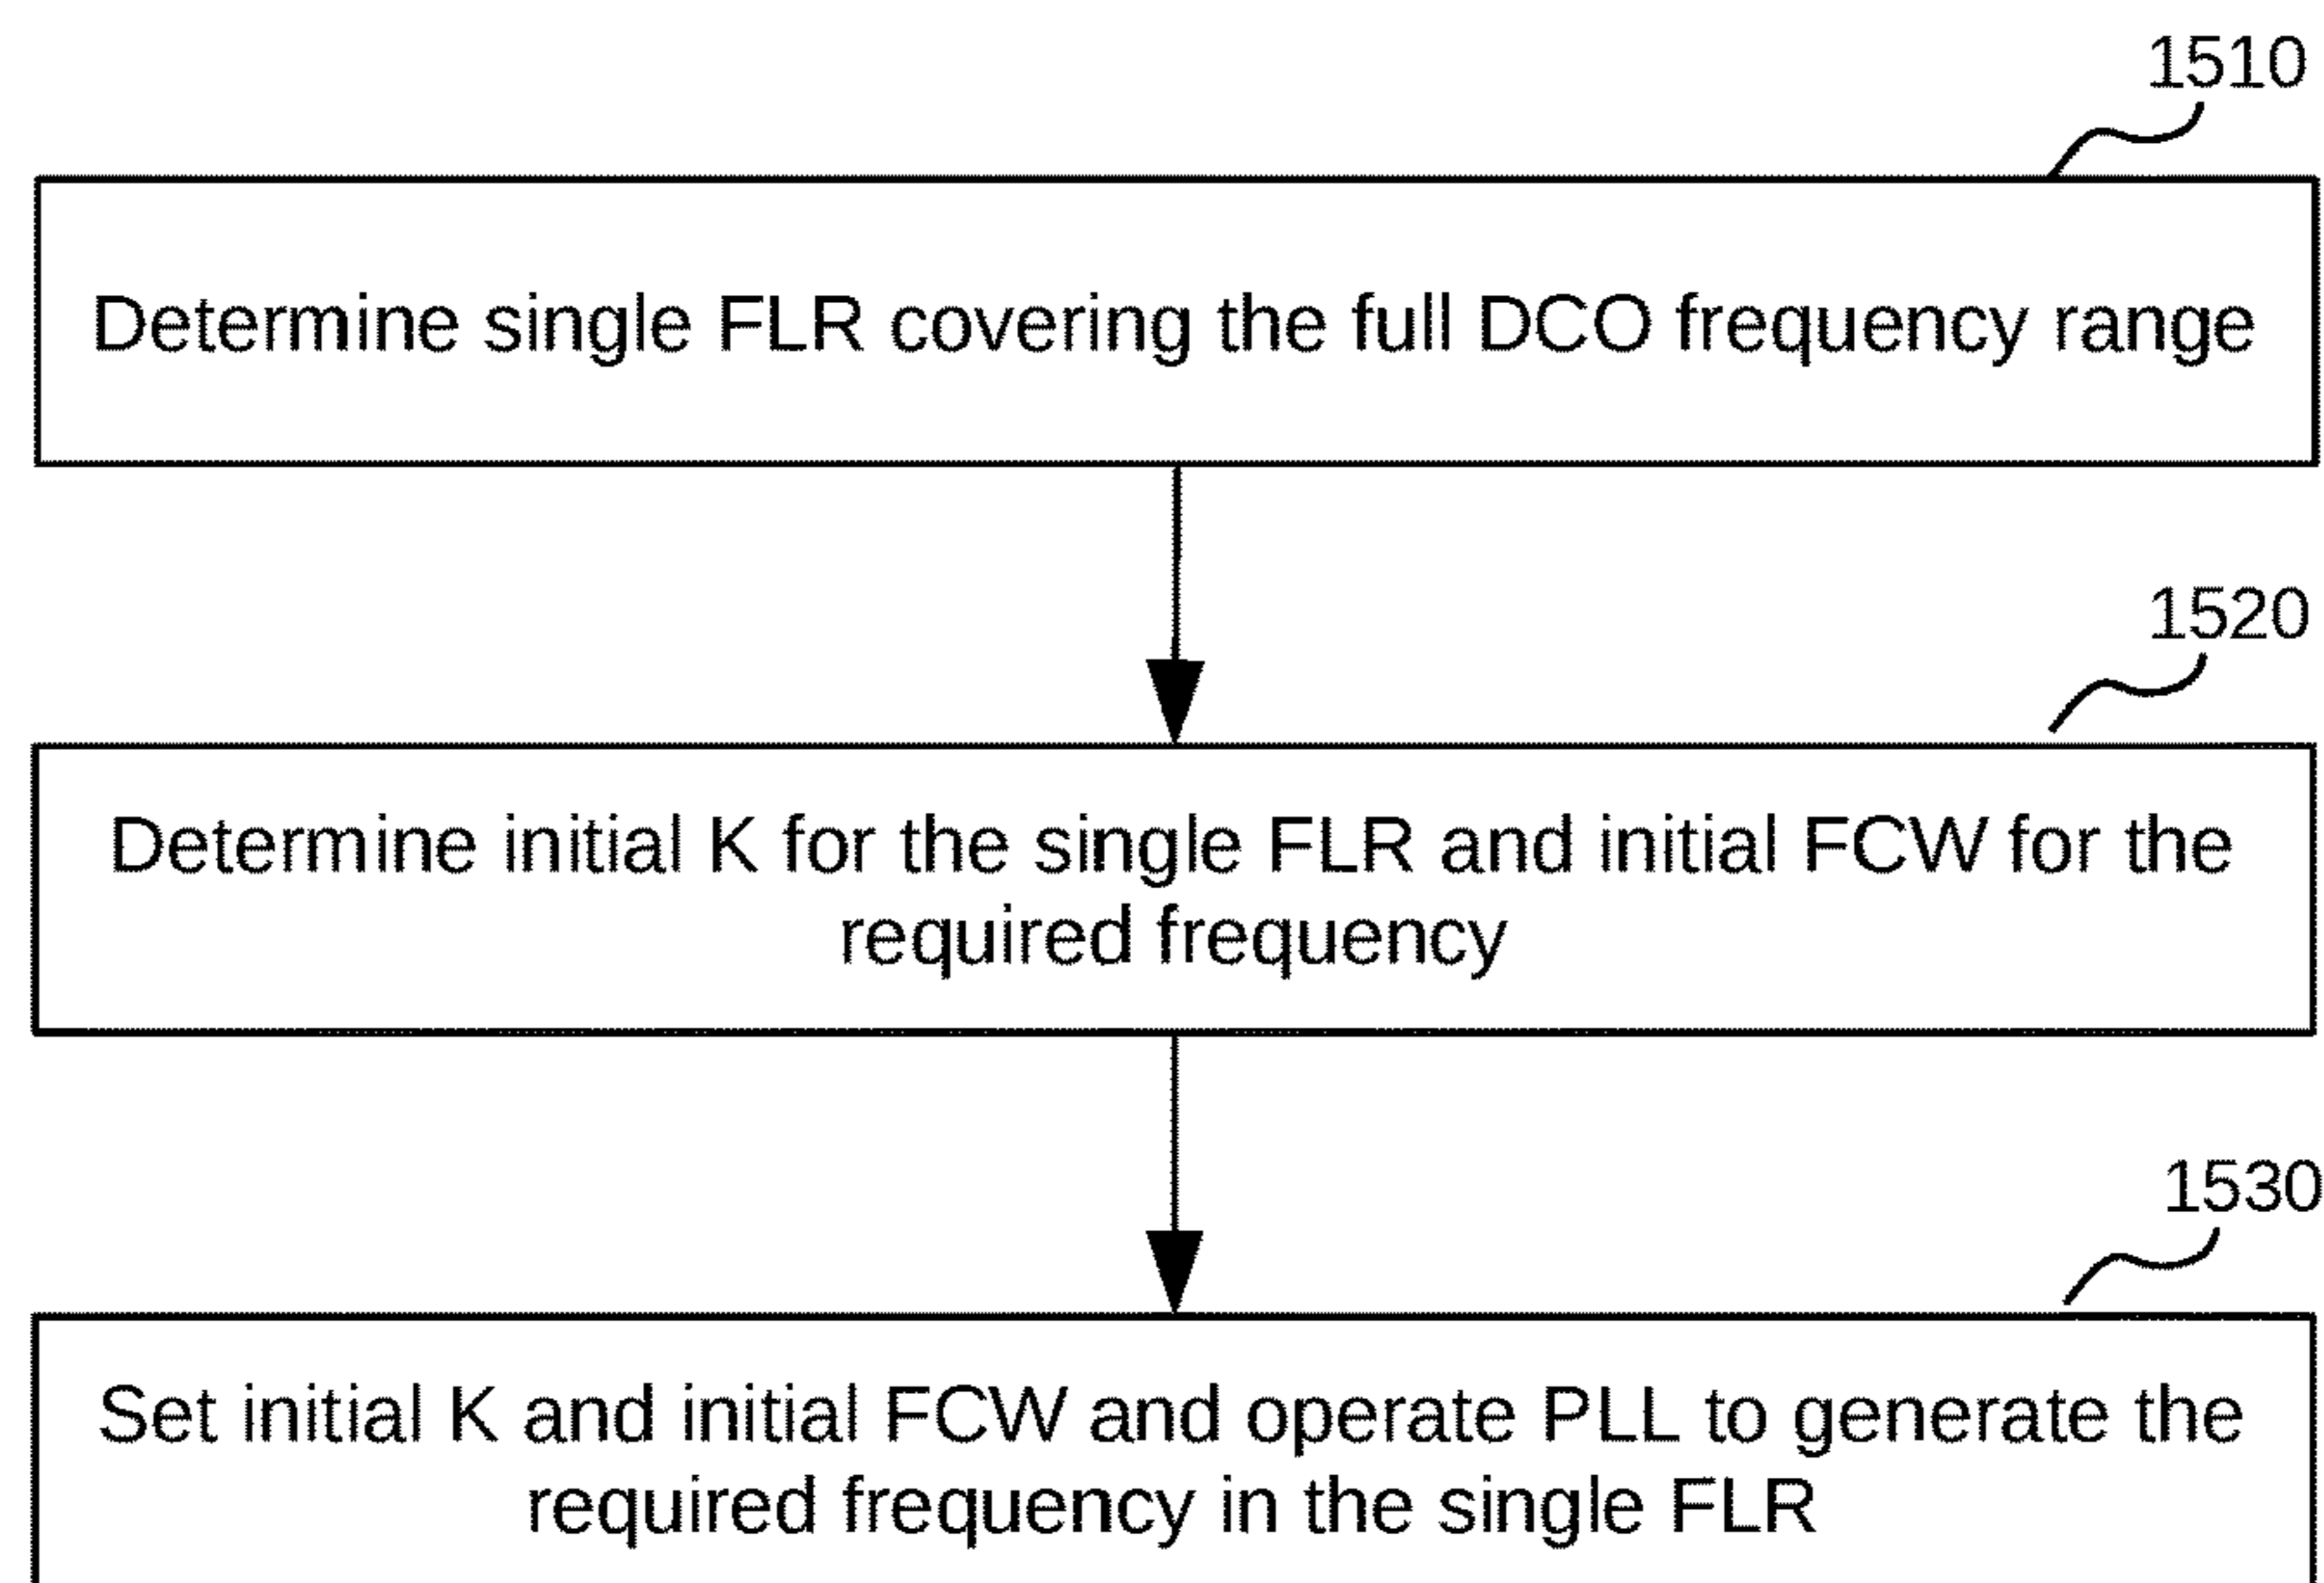 1510
Determine single FLR covering the full DCO frequency range
1520
Determine initial K for the single FLR and initial FCW for the
required frequency
1530
Set initial K and initial FCW and operate PLL to generate the
required frequency in the single FLR